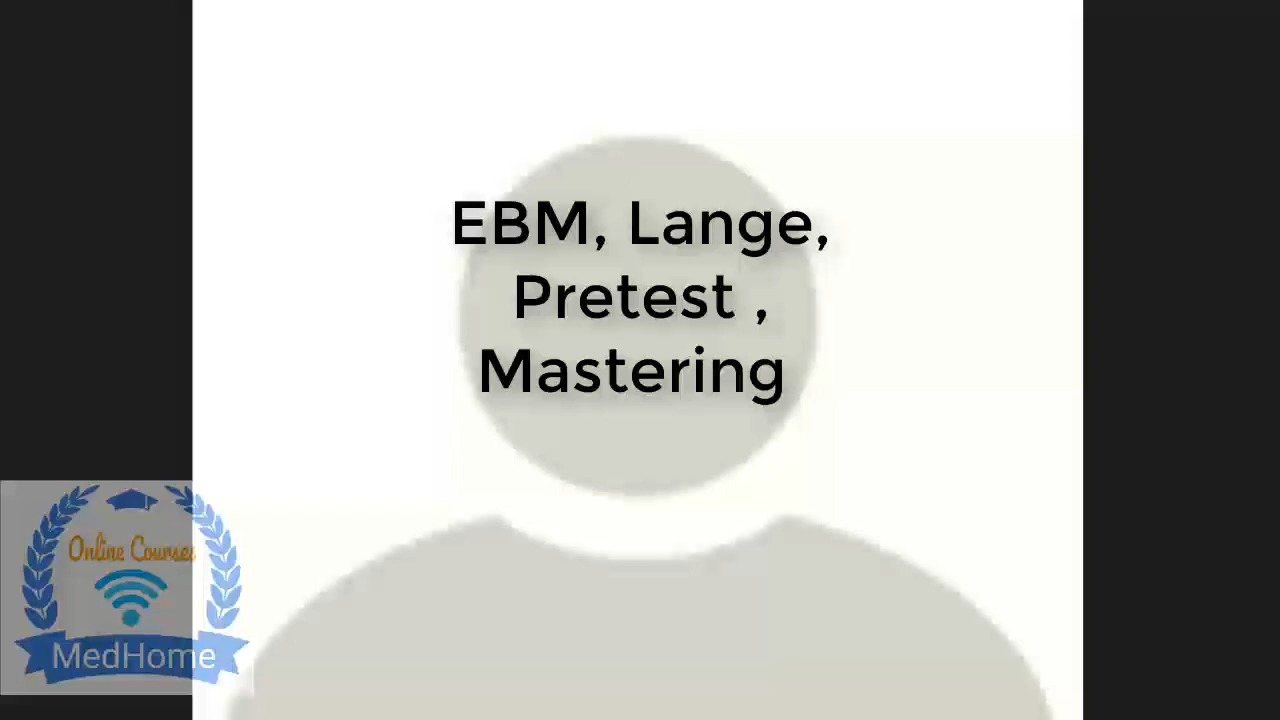 EBM, Lange,
Pretest ,
Mastering
Online Courses
MedHome